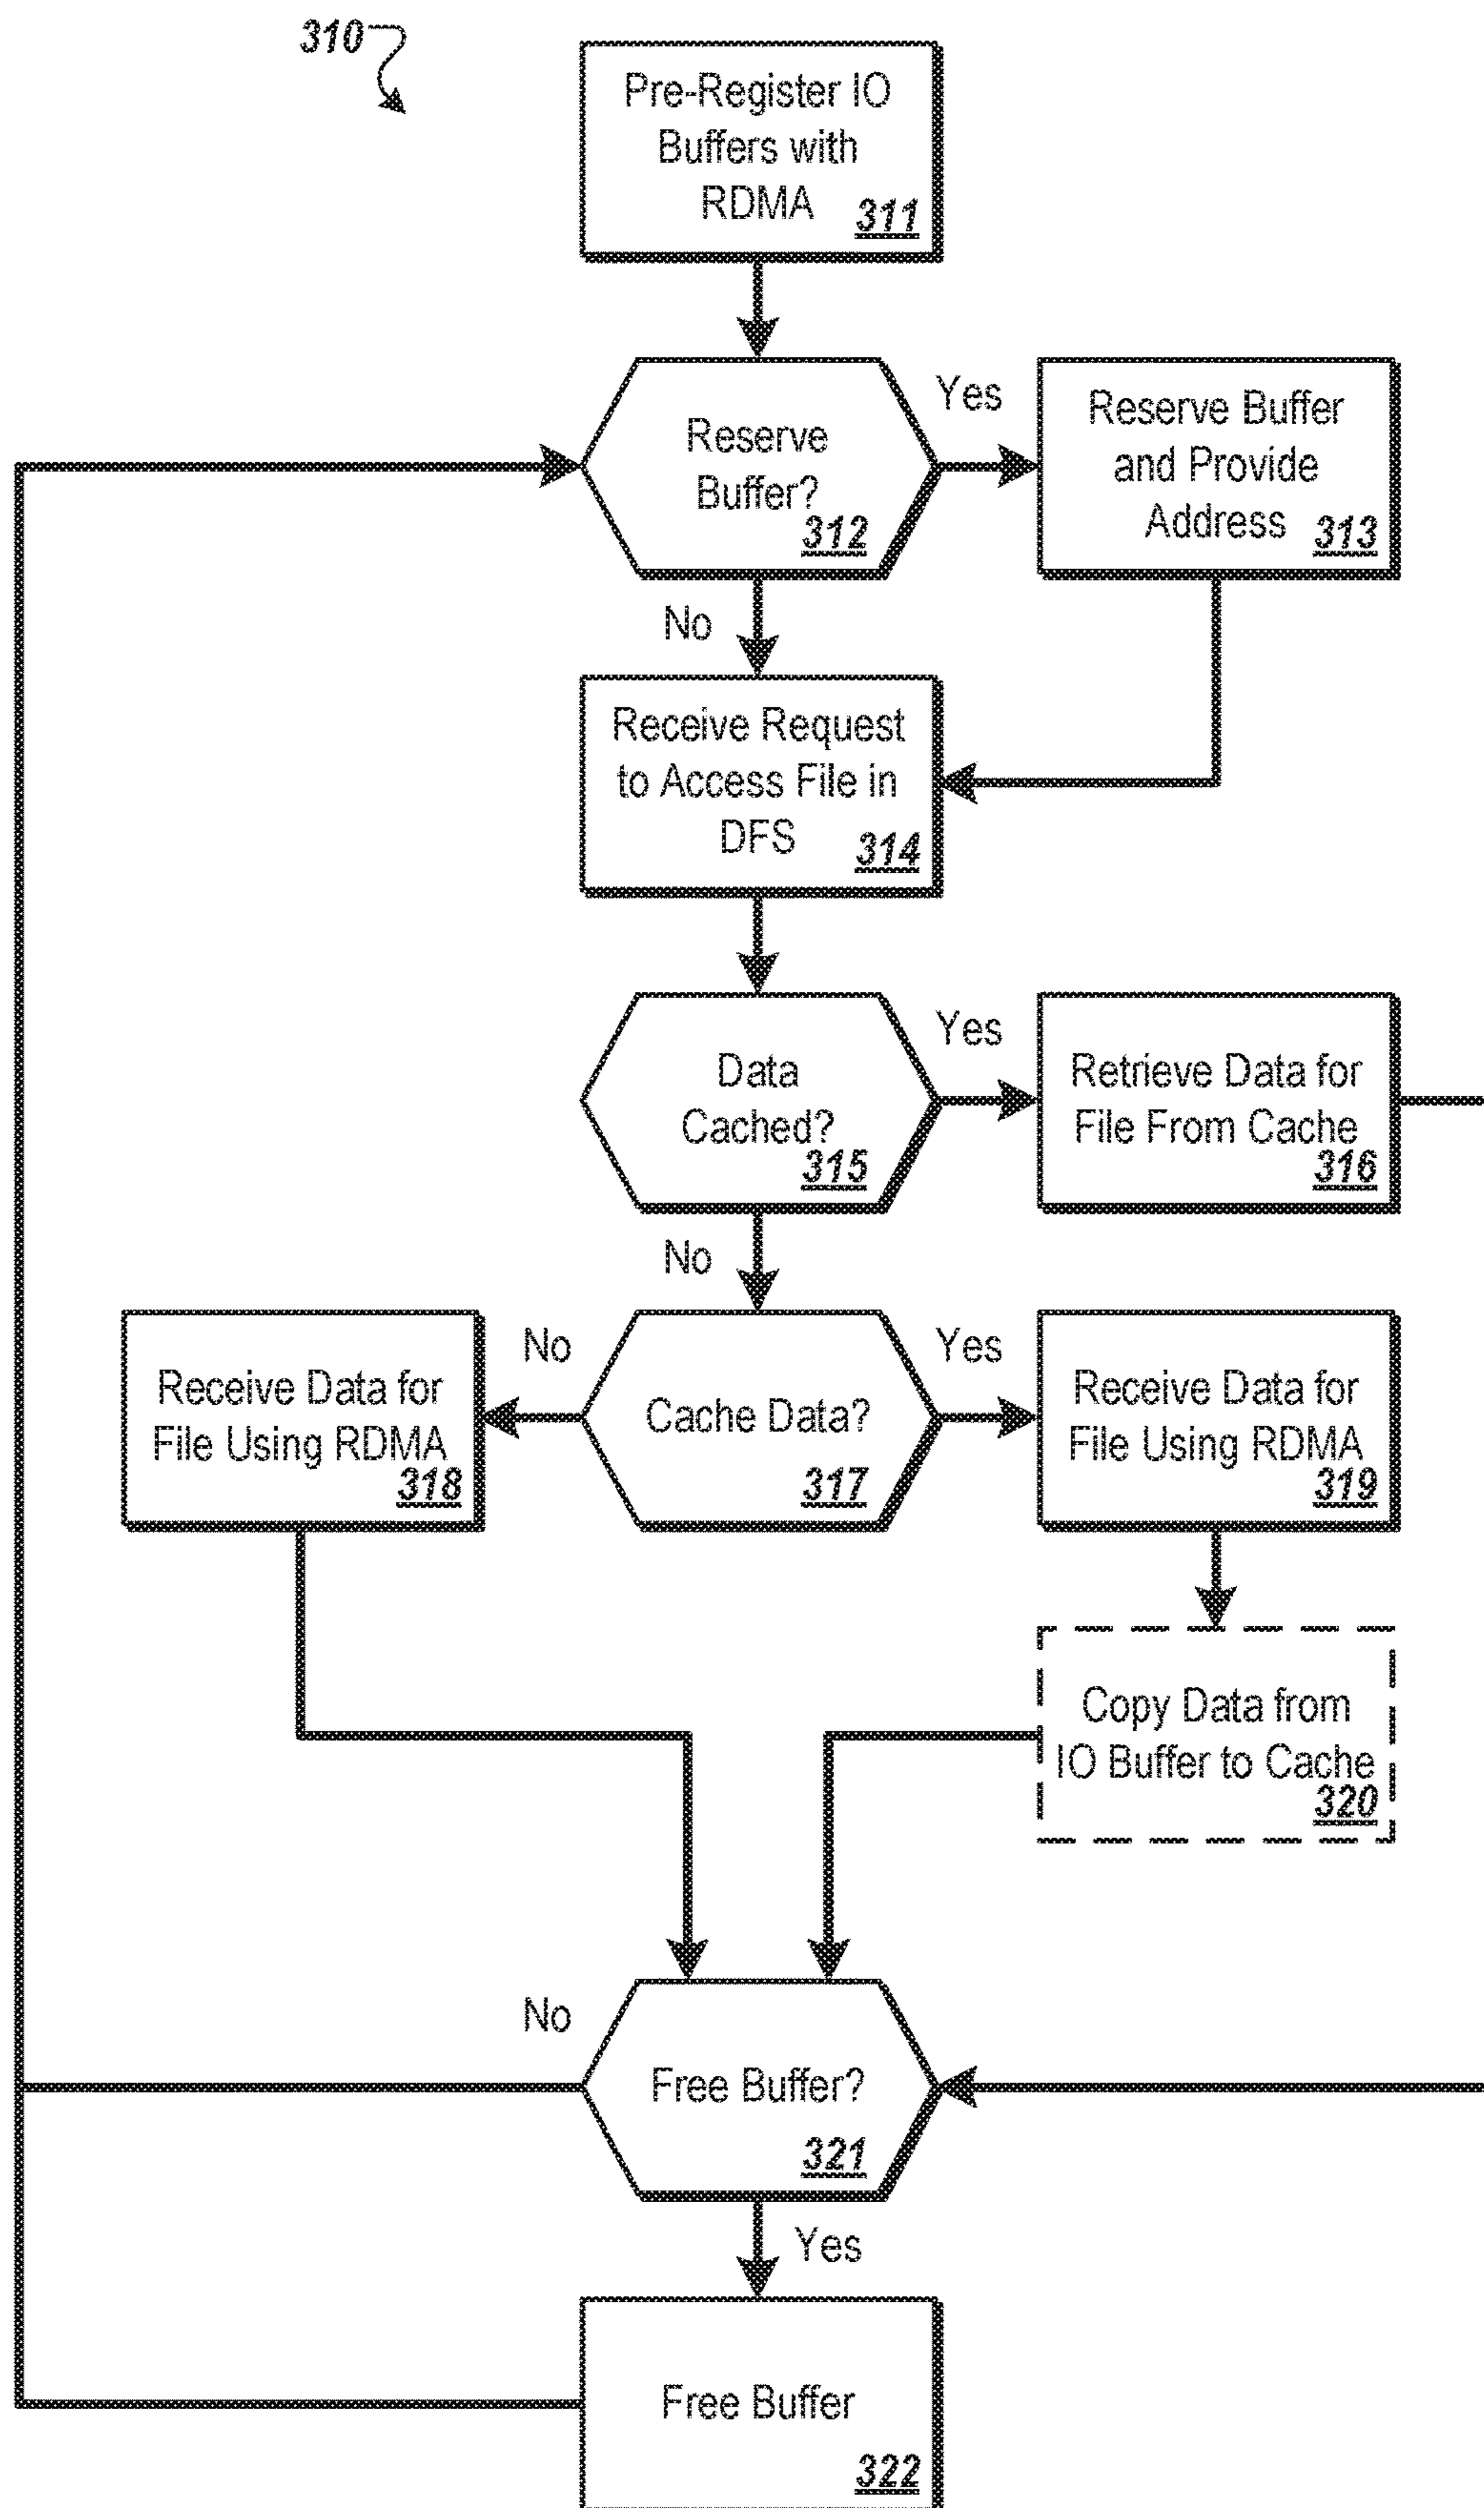 310
Pre-Register IO
Buffers with
RDMA
311
Reserve
Buffer?
312
Yes
Reserve Buffer
and Provide
Address
313
No
Receive Request
to Access File in
DFS
314
Data
Cached?
315
Yes
Retrieve Data for
File From Cache
316
No
Receive Data for
File Using RDMA
318
No
Cache Data?
317
Yes
Receive Data for
File Using RDMA
319
Copy Data from
IO Buffer to Cache
320
No
Free Buffer?
321
Yes
Free Buffer
322